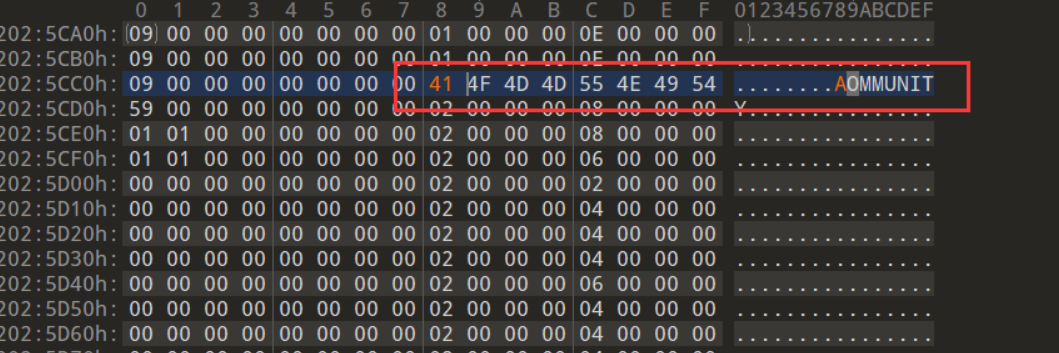 0 1 2 3 4 5 6 7 8 9 A B C D E F 0123456789ABCDEF
202:5CA0h: 09 00 00 00 00 00 00 00 01 00 00 00 0E 00 00 00 ................
202:5CB0h: 09 00 00 00 00 00 00 00 01 00 00 00 0E 00 00 00 ................
202:5CC0h: 09 00 00 00 00 00 00 00 41 4F 4D 4D 55 4E 49 54 ........AOMMUNIT
202:5CD0h: 59 00 00 00 00 00 00 00 02 00 00 00 08 00 00 00 Y...............
202:5CE0h: 01 01 00 00 00 00 00 00 02 00 00 00 08 00 00 00 ................
202:5CF0h: 01 01 00 00 00 00 00 00 02 00 00 00 06 00 00 00 ................
202:5D00h: 00 00 00 00 00 00 00 00 02 00 00 00 02 00 00 00 ................
202:5D10h: 00 00 00 00 00 00 00 00 02 00 00 00 04 00 00 00 ................
202:5D20h: 00 00 00 00 00 00 00 00 02 00 00 00 04 00 00 00 ................
202:5D30h: 00 00 00 00 00 00 00 00 02 00 00 00 04 00 00 00 ................
202:5D40h: 00 00 00 00 00 00 00 00 02 00 00 00 06 00 00 00 ................
202:5D50h: 00 00 00 00 00 00 00 00 02 00 00 00 04 00 00 00 ................
202:5D60h: 00 00 00 00 00 00 00 00 02 00 00 00 04 00 00 00 ................